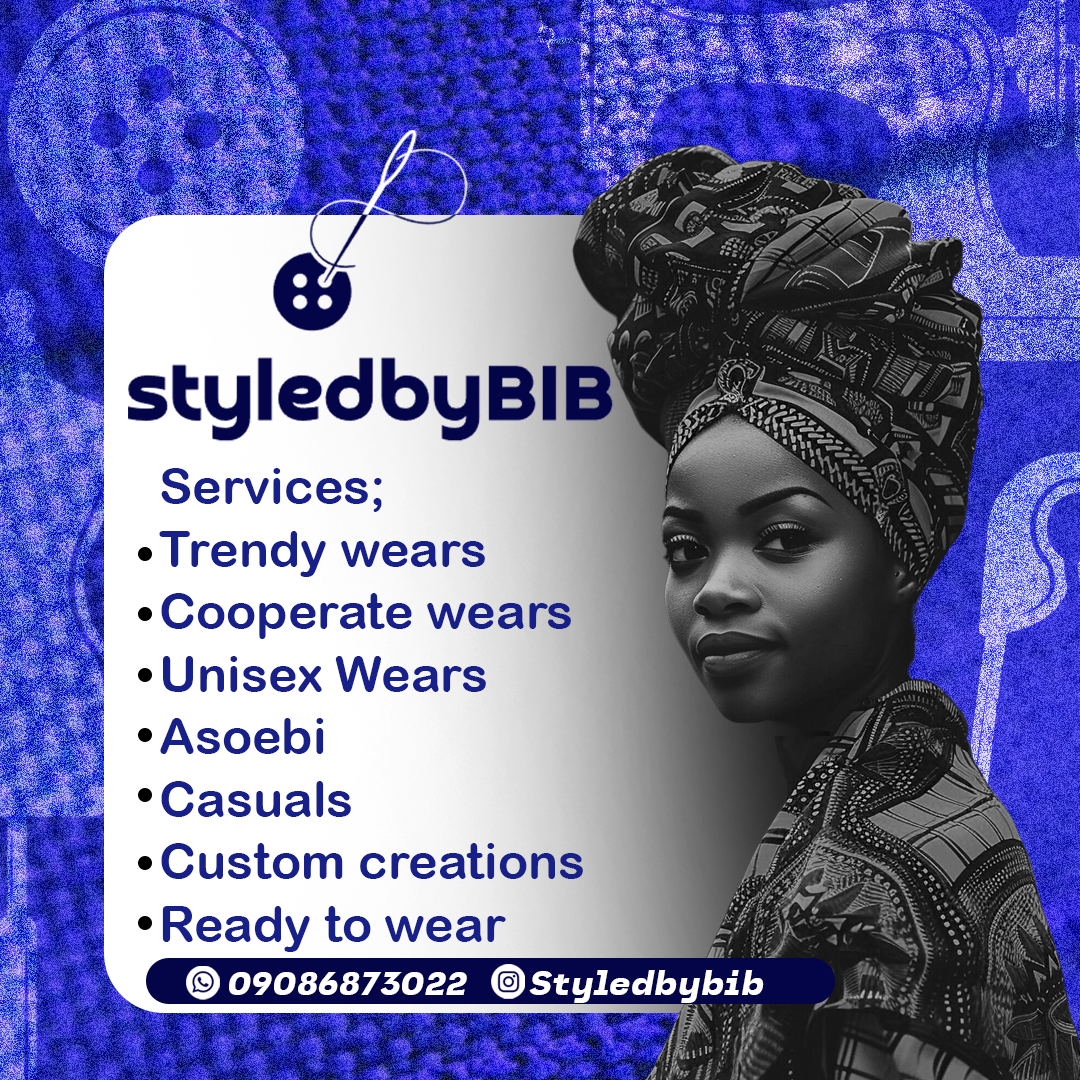 styledbyBIB
Services;
Trendy wears
Cooperate wears
Unisex Wears
Asoebi
Casuals
Custom creations
Ready to wear
09086873022 Styledbybib